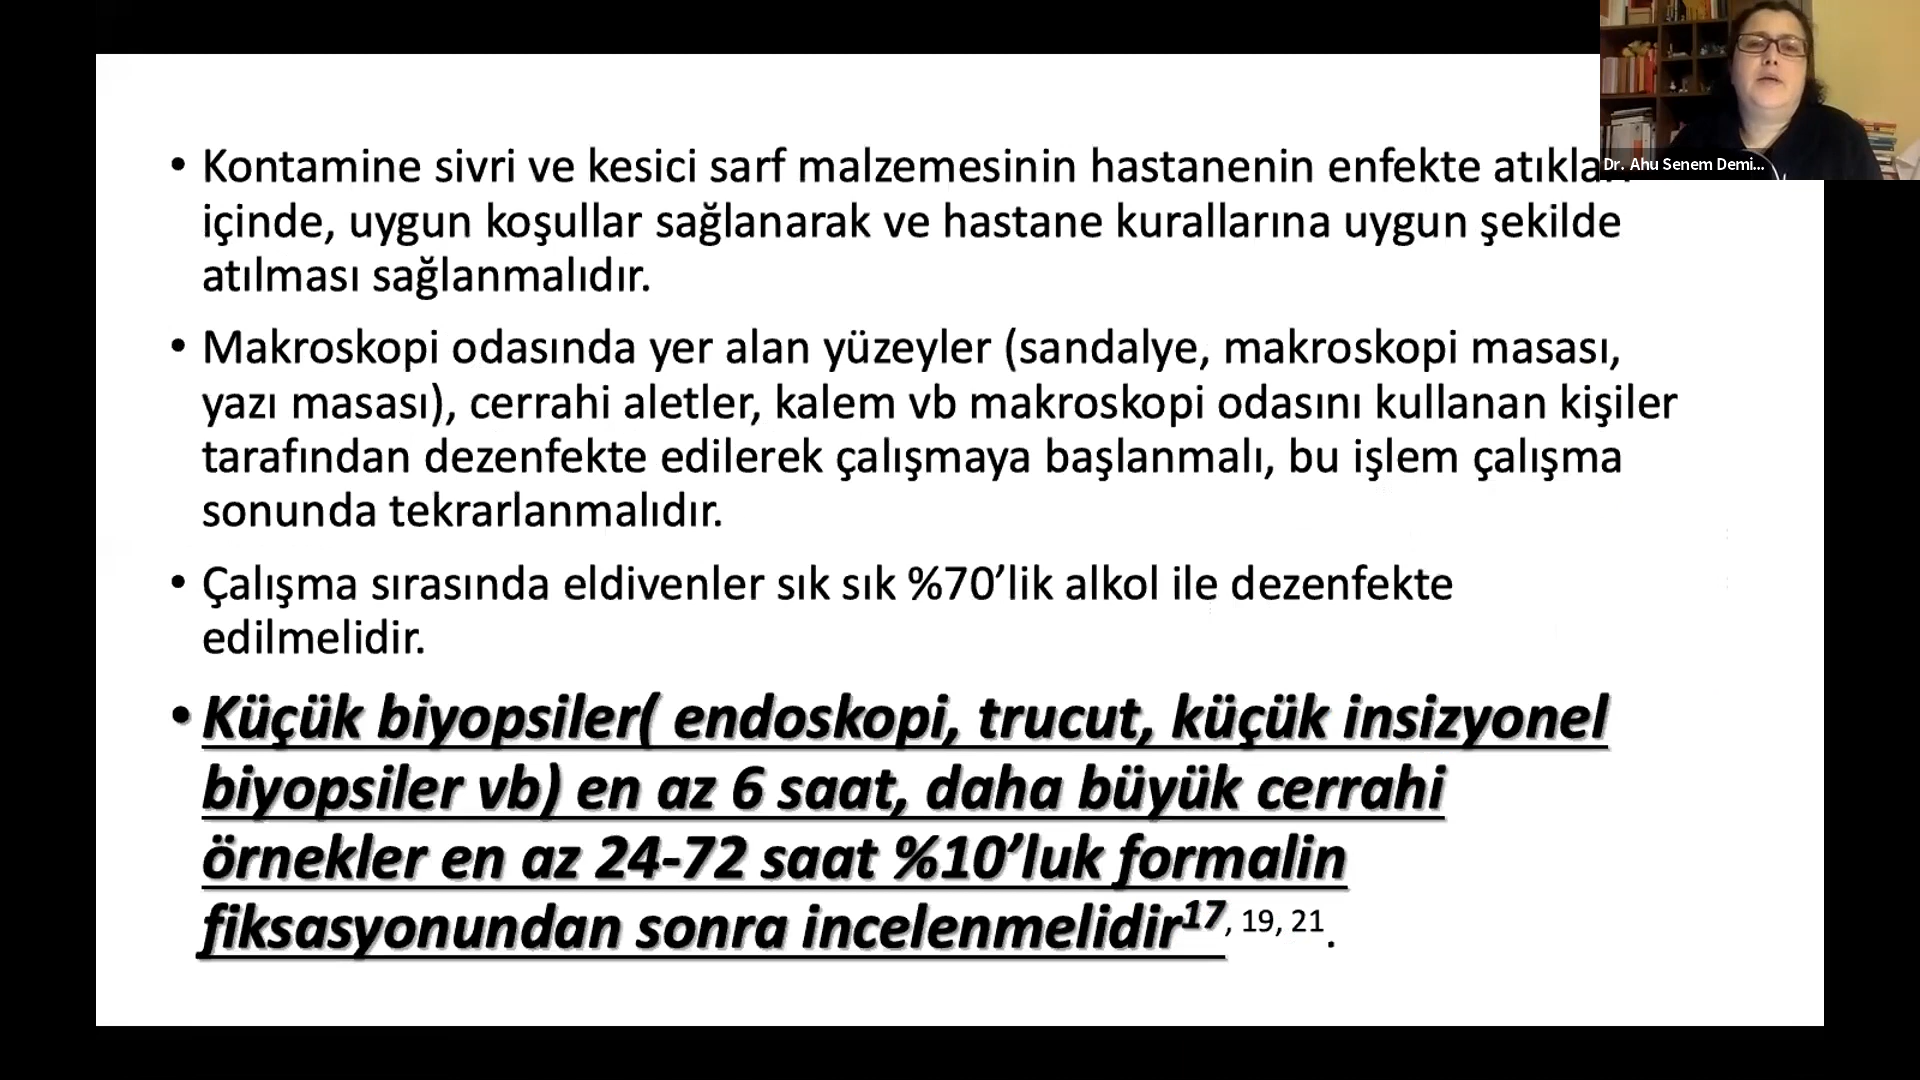 • Kontamine sivri ve kesici sarf malzemesinin hastanenin enfekte
içinde, uygun koşullar sağlanarak ve hastane kurallarına uygun şekilde
atılması sağlanmalıdır.
• Makroskopi odasında yer alan yüzeyler (sandalye, makroskopi masası,
yazı masası), cerrahi aletler, kalem vb makroskopi odasını kullanan kişiler
tarafından dezenfekte edilerek çalışmaya başlanmalı, bu işlem çalışma
sonunda tekrarlanmalıdır.
• Çalışma sırasında eldivenler sık sık %70’lik alkol ile dezenfekte
edilmelidir.
• Küçük biyopsiler( endoskopi, trucut, küçük insizyonel
biyopsiler vb) en az 6 saat, daha büyük cerrahi
örnekler en az 24-72 saat %10’luk formalin
fiksasyonundan sonra incelenmelidir17, 19, 21.
Dr. Ahu Senem Demi...